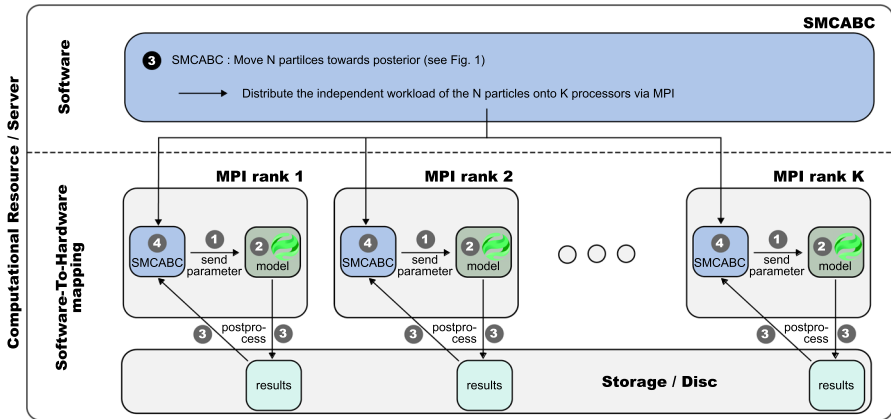 SMCABC
Computational Resource / Server
Software
3 SMCABC : Move N partilces towards posterior (see Fig. 1)
Distribute the independent workload of the N particles onto K processors via MPI
Software-To-Hardware
mapping
MPI rank 1
4
SMCABC
1
send
parameter
2
model
3
postpro-
cess
3
results
MPI rank 2
4
SMCABC
1
send
parameter
2
model
3
postpro-
cess
3
results
MPI rank K
4
SMCABC
1
send
parameter
2
model
3
postpro-
cess
3
results
Storage / Disc